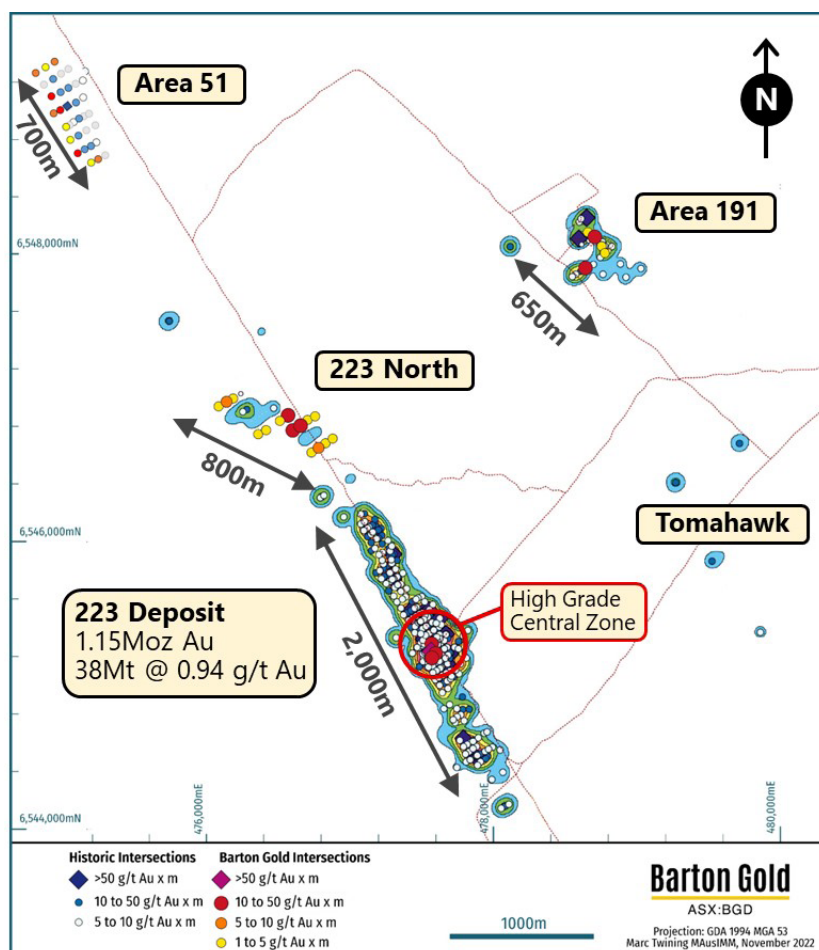 Area 51
N
700m
Area 191
6,548,000mN
650m
223 North
800m
6,546,000mN
Tomahawk
223 Deposit
1.15Moz Au
38Mt @ 0.94 g/t Au
High Grade
Central Zone
2,000m
6,544,000mN
476,000mE
478,000mE
480,000mE
Historic Intersections
>50 g/t Au x m
10 to 50 g/t Au x m
5 to 10 g/t Au x m
Barton Gold Intersections
>50 g/t Au x m
10 to 50 g/t Au x m
5 to 10 g/t Au x m
1 to 5 g/t Au x m
1000m
Barton Gold
ASX:BGD
Projection: GDA 1994 MGA 53
Marc Twining MAusIMM, November 2022